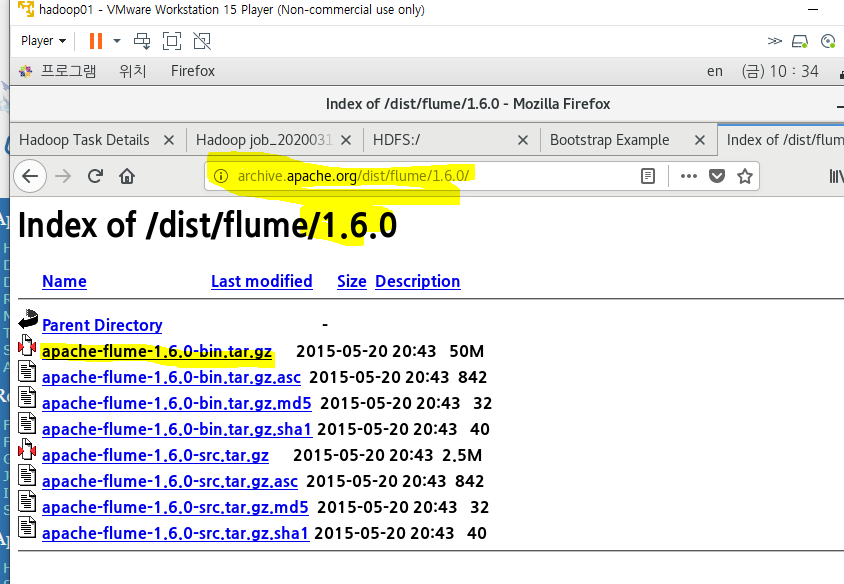 hadoop01 - VMware Workstation 15 Player (Non-commercial use only)
Player
프로그램 위치 Firefox en (금) 10 : 34
Index of /dist/flume/1.6.0 - Mozilla Firefox
Hadoop Task Details Hadoop job_2020031 HDFS:/ Bootstrap Example Index of /dist/flum
archive.apache.org/dist/flume/1.6.0/
Index of /dist/flume/1.6.0
Name Last modified Size Description
Parent Directory -
apache-flume-1.6.0-bin.tar.gz 2015-05-20 20:43 50M
apache-flume-1.6.0-bin.tar.gz.asc 2015-05-20 20:43 842
apache-flume-1.6.0-bin.tar.gz.md5 2015-05-20 20:43 32
apache-flume-1.6.0-bin.tar.gz.sha1 2015-05-20 20:43 40
apache-flume-1.6.0-src.tar.gz 2015-05-20 20:43 2.5M
apache-flume-1.6.0-src.tar.gz.asc 2015-05-20 20:43 842
apache-flume-1.6.0-src.tar.gz.md5 2015-05-20 20:43 32
apache-flume-1.6.0-src.tar.gz.sha1 2015-05-20 20:43 40